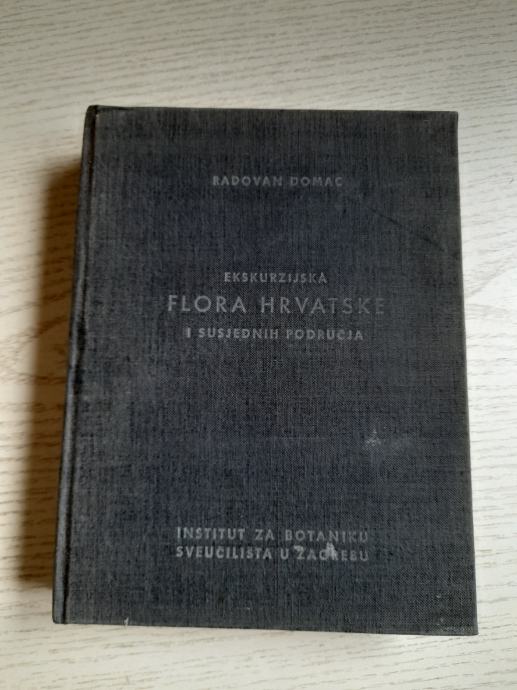 RADOVAN DOMAC
EKSKURZIJSKA
FLORA HRVATSKE
I SUSJEDNIH PODRUČJA
INSTITUT ZA BOTANIKU
SVEUČILIŠTA U ZAGREBU